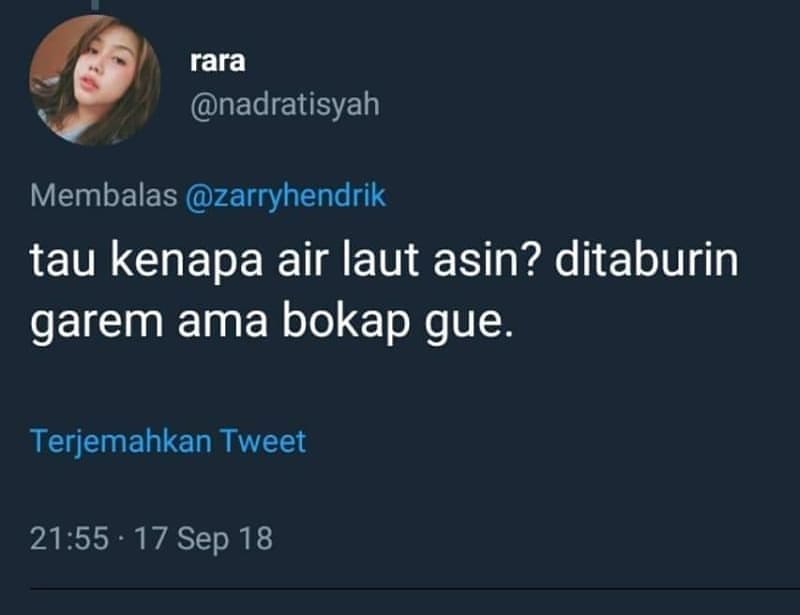 rara
@nadratisyah
Membalas @zarryhendrik
tau kenapa air laut asin? ditaburin
garem ama bokap gue.
Terjemahkan Tweet
21:55 · 17 Sep 18